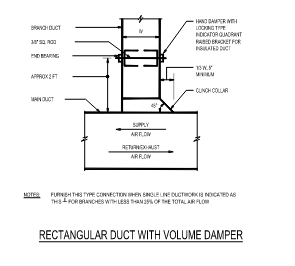 BRANCH DUCT
3/8" SQ. ROD
END BEARING
APPROX 2 FT
MAIN DUCT
W
HAND DAMPER WITH
LOCKING TYPE
INDICATOR QUADRANT
RAISED BRACKET FOR
INSULATED DUCT
1/3 W, 5"
MINIMUM
CLINCH COLLAR
45°
SUPPLY
AIR FLOW
RETURN/EXHAUST
AIR FLOW
NOTES: FURNISH THIS TYPE CONNECTION WHEN SINGLE LINE DUCTWORK IS INDICATED AS
THIS FOR BRANCHES WITH LESS THAN 25% OF THE TOTAL AIR FLOW
RECTANGULAR DUCT WITH VOLUME DAMPER